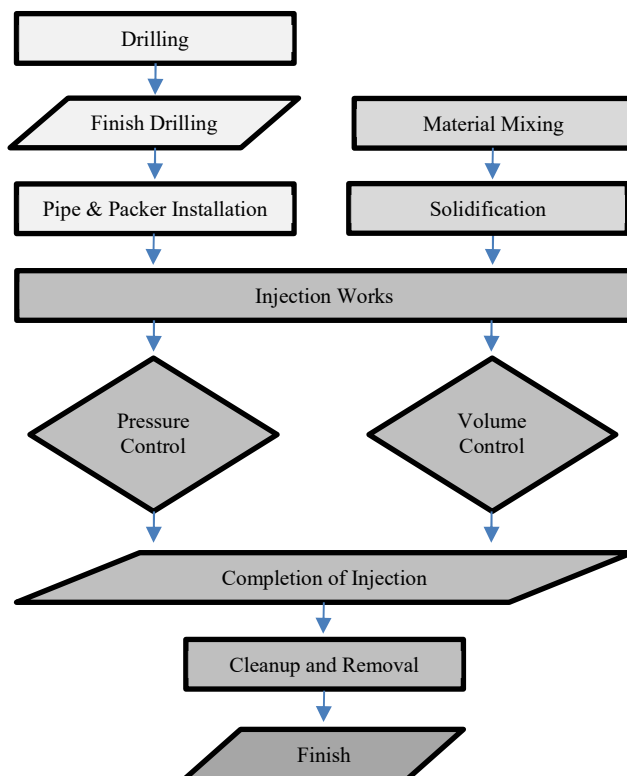 Drilling
Finish Drilling
Material Mixing
Pipe & Packer Installation
Solidification
Injection Works
Pressure
Control
Volume
Control
Completion of Injection
Cleanup and Removal
Finish